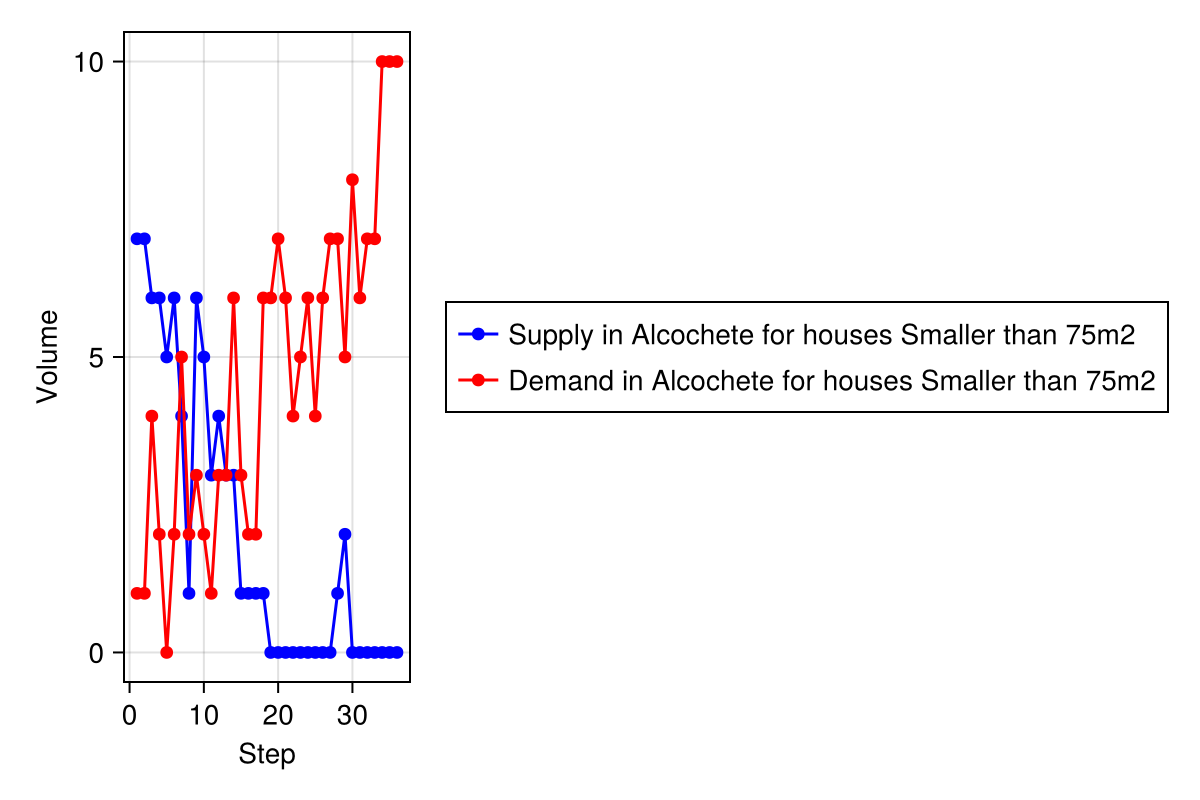 10
5
0
Volume
0 10 20 30
Step
Supply in Alcochete for houses Smaller than 75m2
Demand in Alcochete for houses Smaller than 75m2